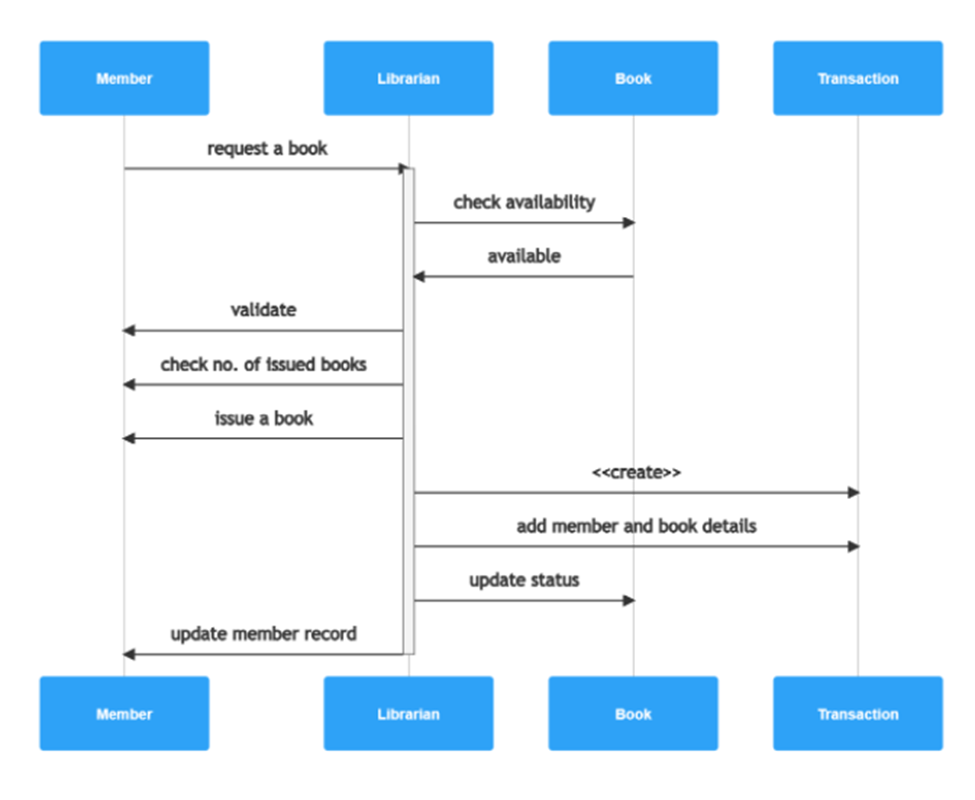 Member
Librarian
Book
Transaction
request a book
check availability
available
validate
check no. of issued books
issue a book
<<create>>
add member and book details
update status
update member record
Member
Librarian
Book
Transaction